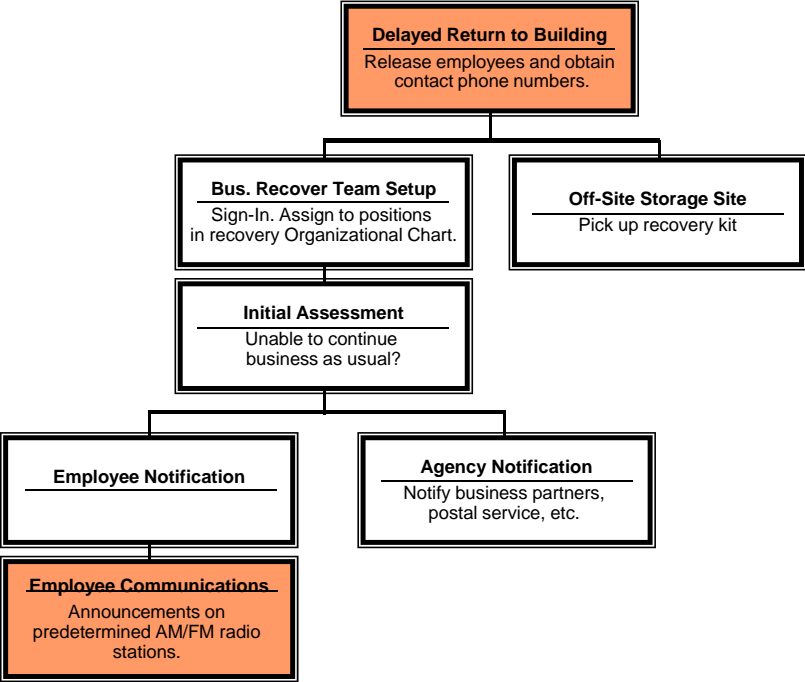 Delayed Return to Building
Release employees and obtain
contact phone numbers.
Bus. Recover Team Setup
Sign-In. Assign to positions
in recovery Organizational Chart.
Off-Site Storage Site
Pick up recovery kit
Initial Assessment
Unable to continue
business as usual?
Employee Notification
Agency Notification
Notify business partners,
postal service, etc.
Employee Communications
Announcements on
predetermined AM/FM radio
stations.